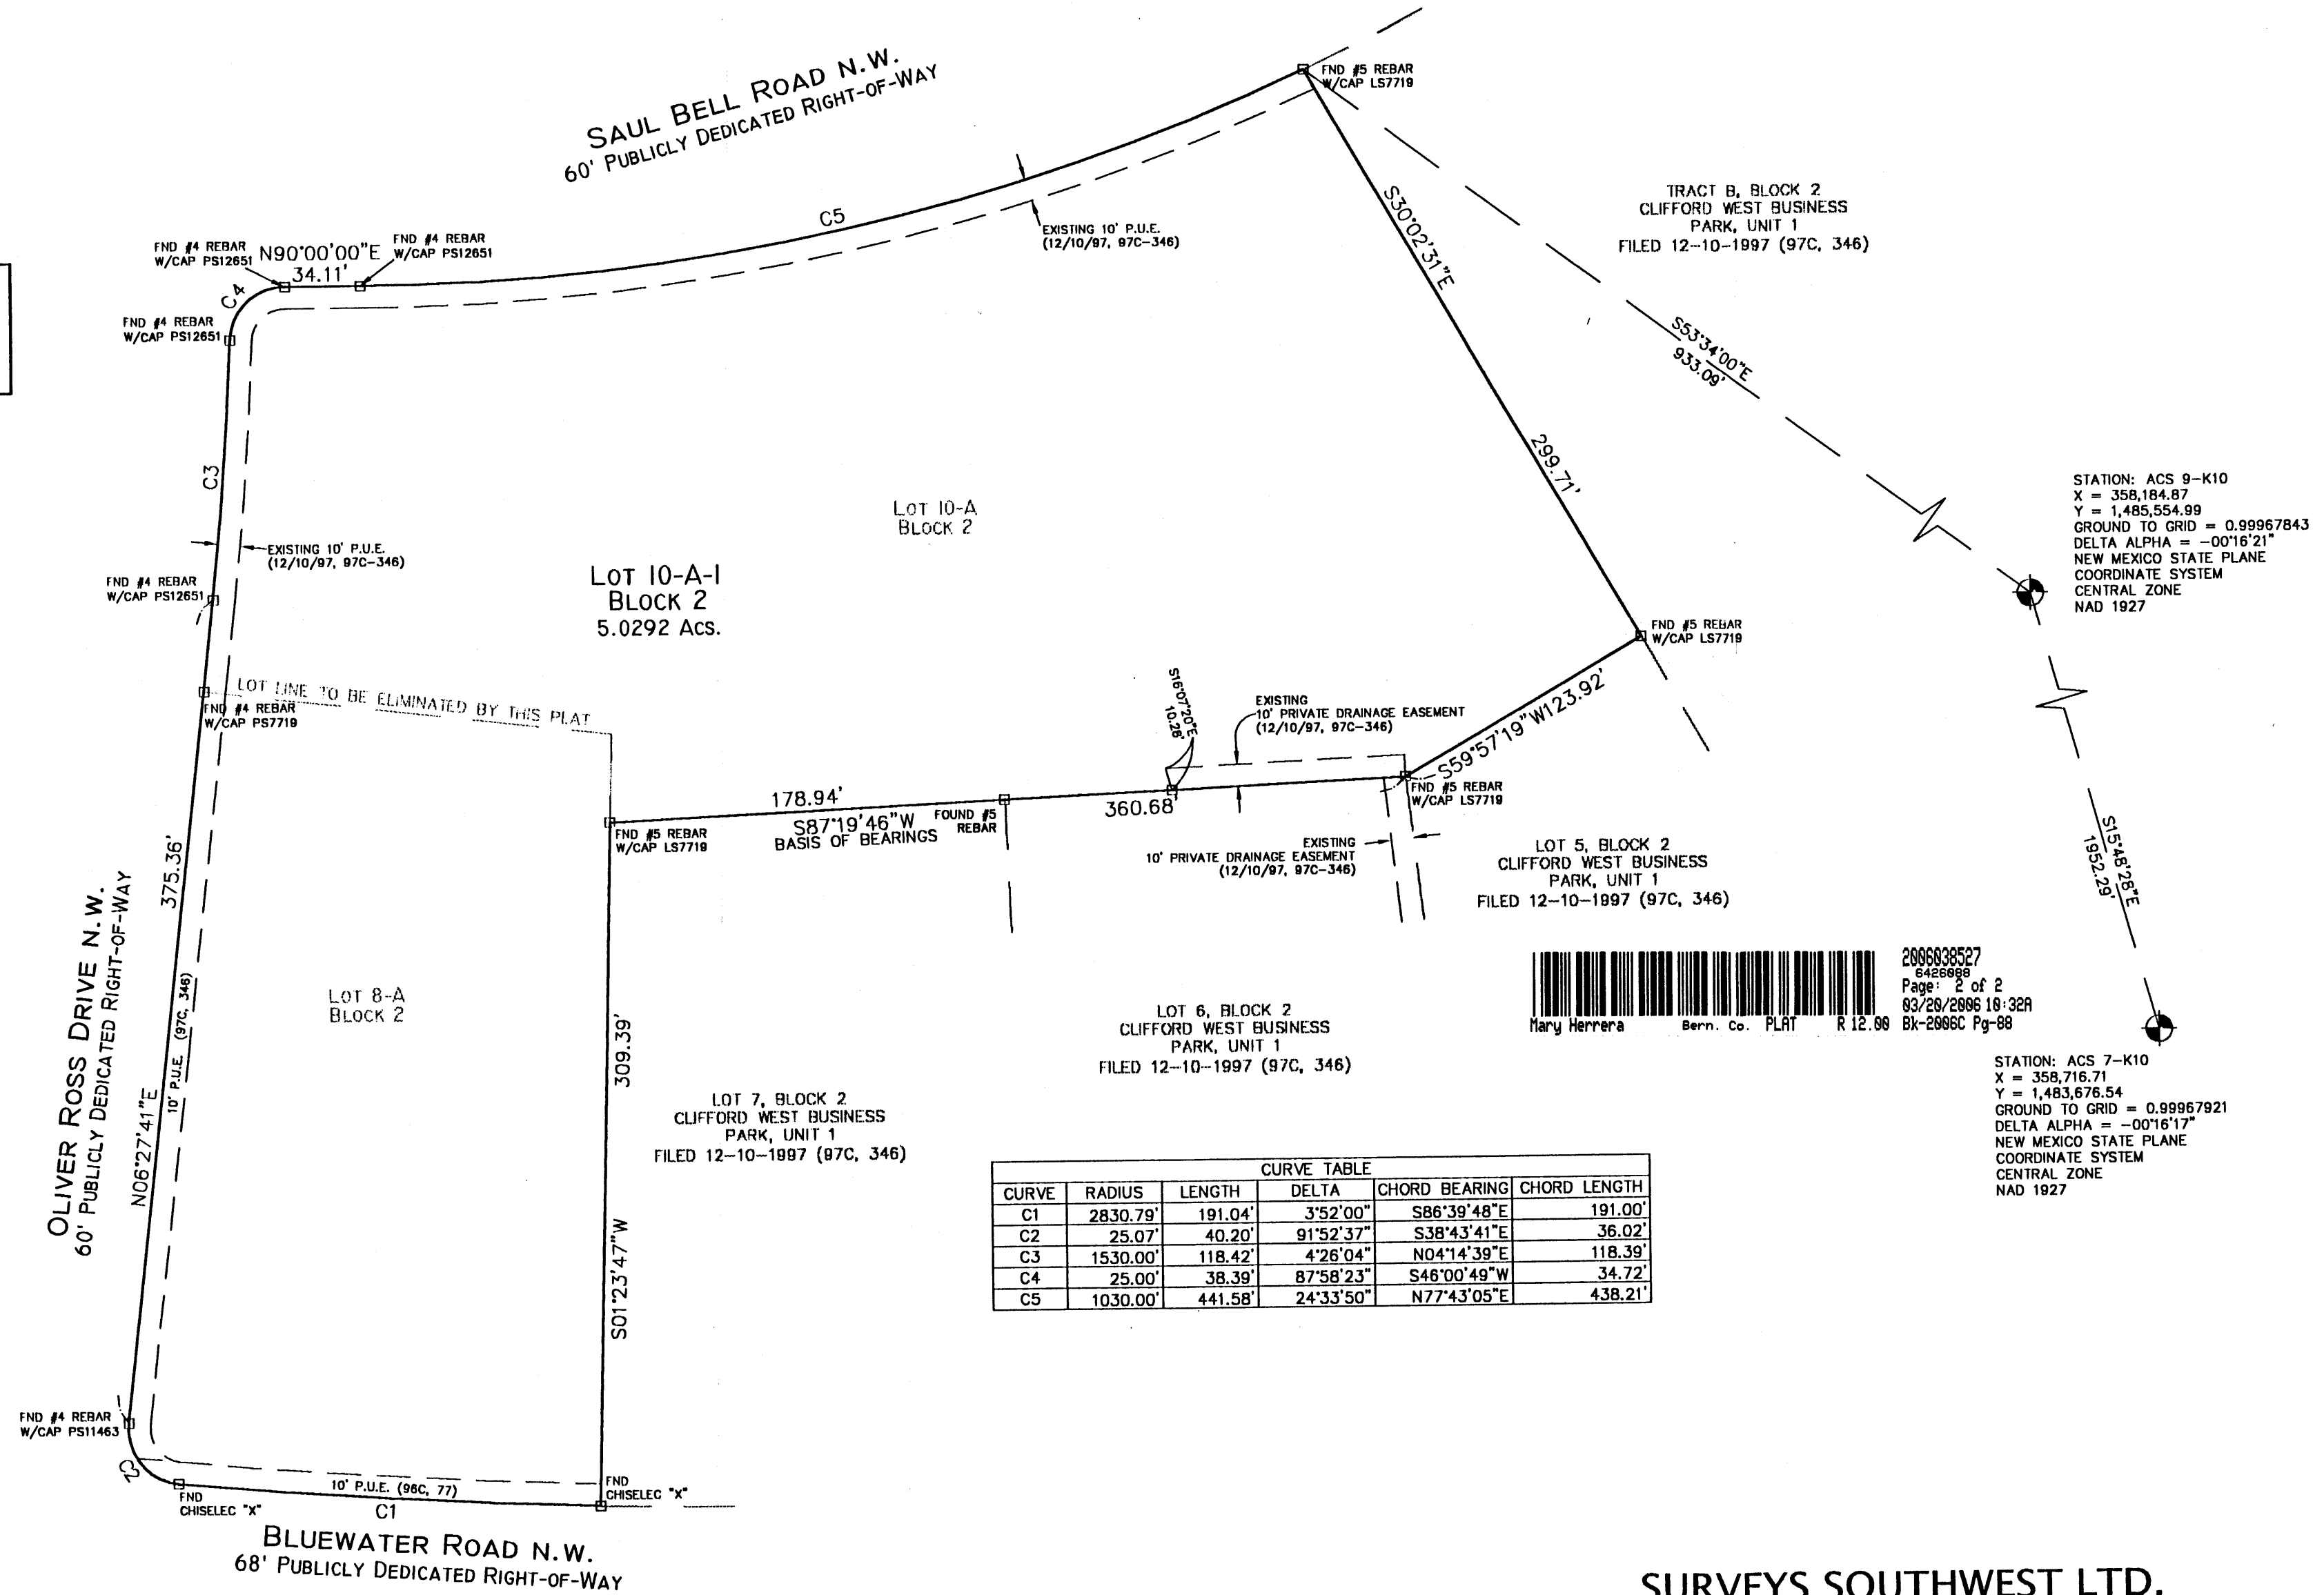 SAUL BELL ROAD N.W.
60' PUBLICLY DEDICATED RIGHT-OF-WAY
FND #5 REBAR
W/CAP LS7719
C5
EXISTING 10' P.U.E.
(12/10/97, 97C-346)
TRACT B, BLOCK 2
CLIFFORD WEST BUSINESS
PARK, UNIT 1
FILED 12-10-1997 (97C, 346)
FND #4 REBAR
W/CAP PS12651
N90°00'00"E
34.11'
FND #4 REBAR
W/CAP PS12651
C4
FND #4 REBAR
W/CAP PS12651
S30°02'31"E
299.71'
S53°34'00"E
933.09'
C3
STATION: ACS 9-K10
X = 358,184.87
Y = 1,485,554.99
GROUND TO GRID = 0.99967843
DELTA ALPHA = -00°16'21"
NEW MEXICO STATE PLANE
COORDINATE SYSTEM
CENTRAL ZONE
NAD 1927
LOT 10-A
BLOCK 2
EXISTING 10' P.U.E.
(12/10/97, 97C-346)
FND #4 REBAR
W/CAP PS12651
LOT 10-A-1
BLOCK 2
5.0292 ACS.
FND #5 REBAR
W/CAP LS7719
LOT LINE TO BE ELIMINATED BY THIS PLAT
FND #4 REBAR
W/CAP PS7719
S16°07'20"E
10.28'
EXISTING
10' PRIVATE DRAINAGE EASEMENT
(12/10/97, 97C-346)
S59°57'19"W 123.92'
FND #5 REBAR
W/CAP LS7719
178.94'
S87°19'46"W
BASIS OF BEARINGS
FOUND #5
REBAR
360.68'
FND #5 REBAR
W/CAP LS7719
EXISTING
10' PRIVATE DRAINAGE EASEMENT
(12/10/97, 97C-346)
LOT 5, BLOCK 2
CLIFFORD WEST BUSINESS
PARK, UNIT 1
FILED 12-10-1997 (97C, 346)
S15°48'28"E
1952.29'
375.36'
N06°27'41"E
OLIVER ROSS DRIVE N.W.
60' PUBLICLY DEDICATED RIGHT-OF-WAY
10' P.U.E. (97C, 346)
LOT 8-A
BLOCK 2
309.39'
S01°23'47"W
LOT 6, BLOCK 2
CLIFFORD WEST BUSINESS
PARK, UNIT 1
FILED 12-10-1997 (97C, 346)
LOT 7, BLOCK 2
CLIFFORD WEST BUSINESS
PARK, UNIT 1
FILED 12-10-1997 (97C, 346)
2006038527
6426088
Page: 2 of 2
03/20/2006 10:32A
Mary Herrera Bern. Co. PLAT R 12.00 Bk-2006C Pg-88
STATION: ACS 7-K10
X = 358,716.71
Y = 1,483,676.54
GROUND TO GRID = 0.99967921
DELTA ALPHA = -00°16'17"
NEW MEXICO STATE PLANE
COORDINATE SYSTEM
CENTRAL ZONE
NAD 1927
CURVE TABLE
CURVE RADIUS LENGTH DELTA CHORD BEARING CHORD LENGTH
C1 2830.79' 191.04' 3°52'00" S86°39'48"E 191.00'
C2 25.07' 40.20' 91°52'37" S38°43'41"E 36.02'
C3 1530.00' 118.42' 4°26'04" N04°14'39"E 118.39'
C4 25.00' 38.39' 87°58'23" S46°00'49"W 34.72'
C5 1030.00' 441.58' 24°33'50" N77°43'05"E 438.21'
FND #4 REBAR
W/CAP PS11463
C2
FND
CHISELEC "X"
10' P.U.E. (96C, 77)
C1
FND
CHISELEC "X"
BLUEWATER ROAD N.W.
68' PUBLICLY DEDICATED RIGHT-OF-WAY
SURVEYS SOUTHWEST LTD.